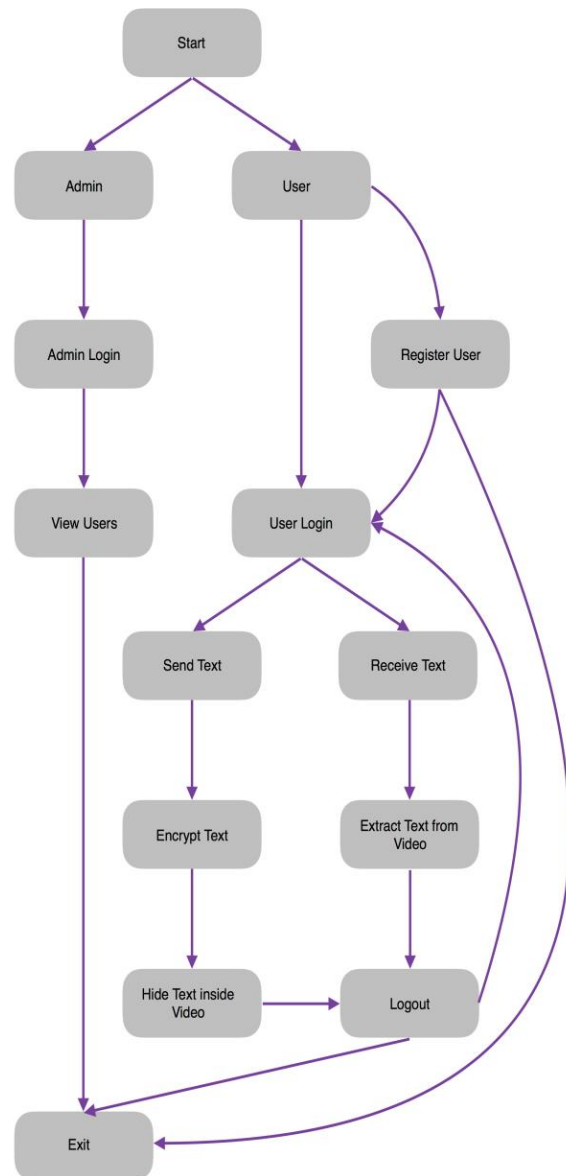 Start
Admin
User
Admin Login
Register User
View Users
User Login
Send Text
Receive Text
Encrypt Text
Extract Text from
Video
Hide Text inside
Video
Logout
Exit